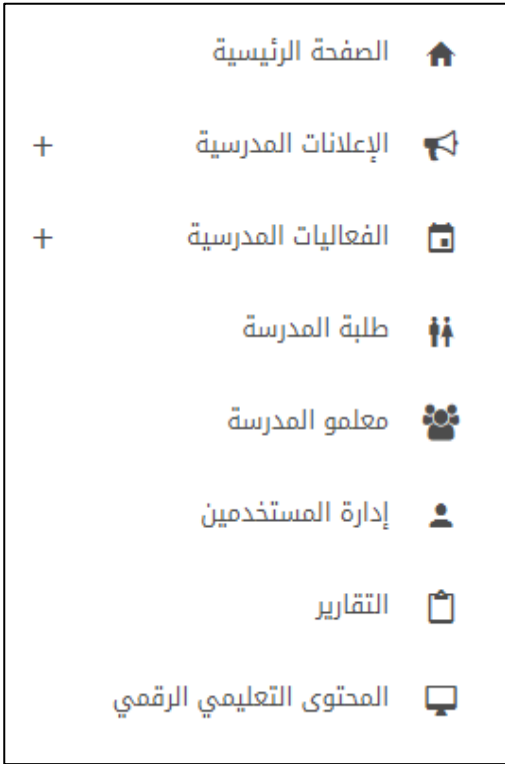 الصفحة الرئيسية
الإعلانات المدرسية +
الفعاليات المدرسية +
طلبة المدرسة
معلمو المدرسة
إدارة المستخدمين
التقارير
المحتوى التعليمي الرقمي